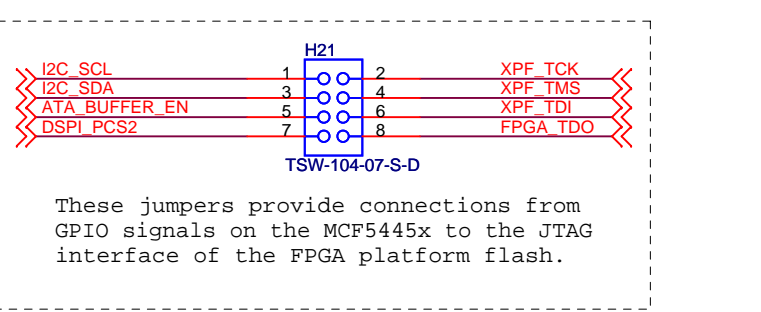 H21
I2C_SCL 1 2 XPF_TCK
I2C_SDA 3 4 XPF_TMS
ATA_BUFFER_EN 5 6 XPF_TDI
DSPI_PCS2 7 8 FPGA_TDO
TSW-104-07-S-D
These jumpers provide connections from
GPIO signals on the MCF5445x to the JTAG
interface of the FPGA platform flash.